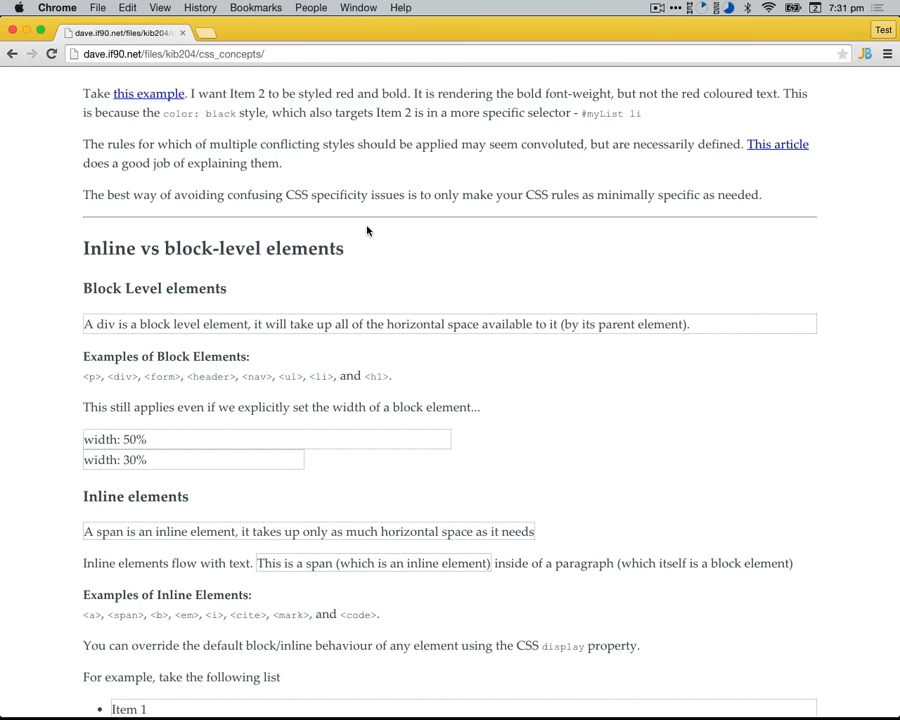 Chrome File Edit View History Bookmarks People Window Help 7:31 pm
dave.if90.net/files/kib204/c Test
dave.if90.net/files/kib204/css_concepts/
Take this example. I want Item 2 to be styled red and bold. It is rendering the bold font-weight, but not the red coloured text. This
is because the color: black style, which also targets Item 2 is in a more specific selector - #myList li
The rules for which of multiple conflicting styles should be applied may seem convoluted, but are necessarily defined. This article
does a good job of explaining them.
The best way of avoiding confusing CSS specificity issues is to only make your CSS rules as minimally specific as needed.
Inline vs block-level elements
Block Level elements
A div is a block level element, it will take up all of the horizontal space available to it (by its parent element).
Examples of Block Elements:
<p>, <div>, <form>, <header>, <nav>, <ul>, <li>, and <h1>.
This still applies even if we explicitly set the width of a block element...
width: 50%
width: 30%
Inline elements
A span is an inline element, it takes up only as much horizontal space as it needs
Inline elements flow with text. This is a span (which is an inline element) inside of a paragraph (which itself is a block element)
Examples of Inline Elements:
<a>, <span>, <b>, <em>, <i>, <cite>, <mark>, and <code>.
You can override the default block/inline behaviour of any element using the CSS display property.
For example, take the following list
• Item 1